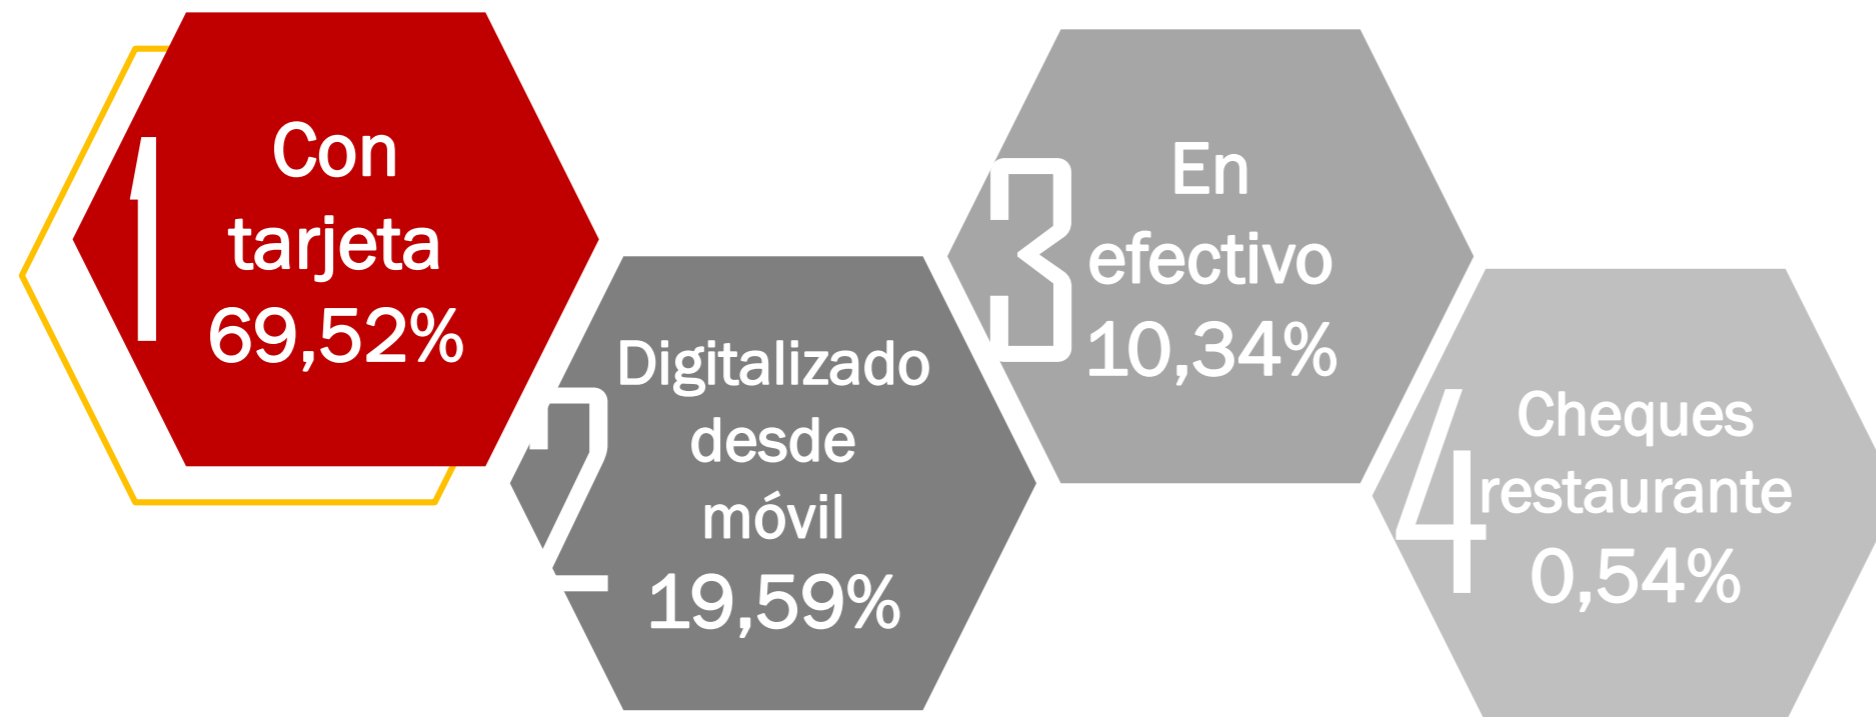 1
Con
tarjeta
69,52%
2
Digitalizado
desde
móvil
19,59%
3
En
efectivo
10,34%
4
Cheques
restaurante
0,54%